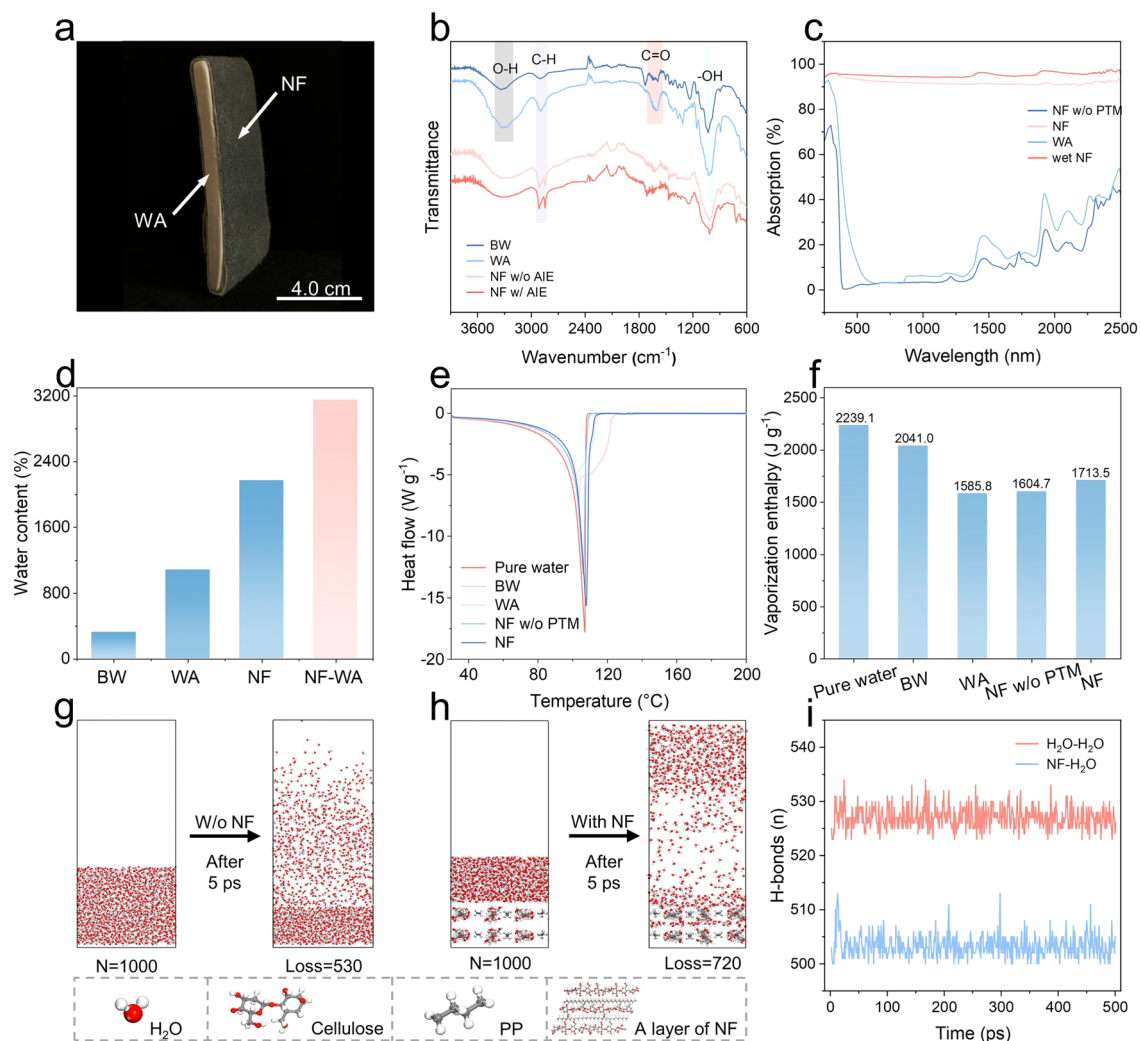 a
NF
WA
4.0 cm
b
O-H
C-H
C=O
-OH
Transmittance
BW
WA
NF w/o AIE
NF w/ AIE
3600
3000
2400
1800
1200
600
Wavenumber (cm⁻¹)
c
100
80
60
40
20
0
Absorption (%)
NF w/o PTM
NF
WA
wet NF
500
1000
1500
2000
2500
Wavelength (nm)
d
3200
2400
1600
800
0
Water content (%)
BW
WA
NF
NF-WA
e
0
-5
-10
-15
-20
Heat flow (W g⁻¹)
Pure water
BW
WA
NF w/o PTM
NF
40
80
120
160
200
Temperature (°C)
f
2500
2000
1500
1000
500
0
Vaporization enthalpy (J g⁻¹)
2239.1
2041.0
1585.8
1604.7
1713.5
Pure water
BW
WA
NF w/o PTM
NF
g
W/o NF
After
5 ps
N=1000
Loss=530
h
With NF
After
5 ps
N=1000
Loss=720
H₂O
Cellulose
PP
A layer of NF
i
540
530
520
510
500
H-bonds (n)
H₂O-H₂O
NF-H₂O
0
100
200
300
400
500
Time (ps)